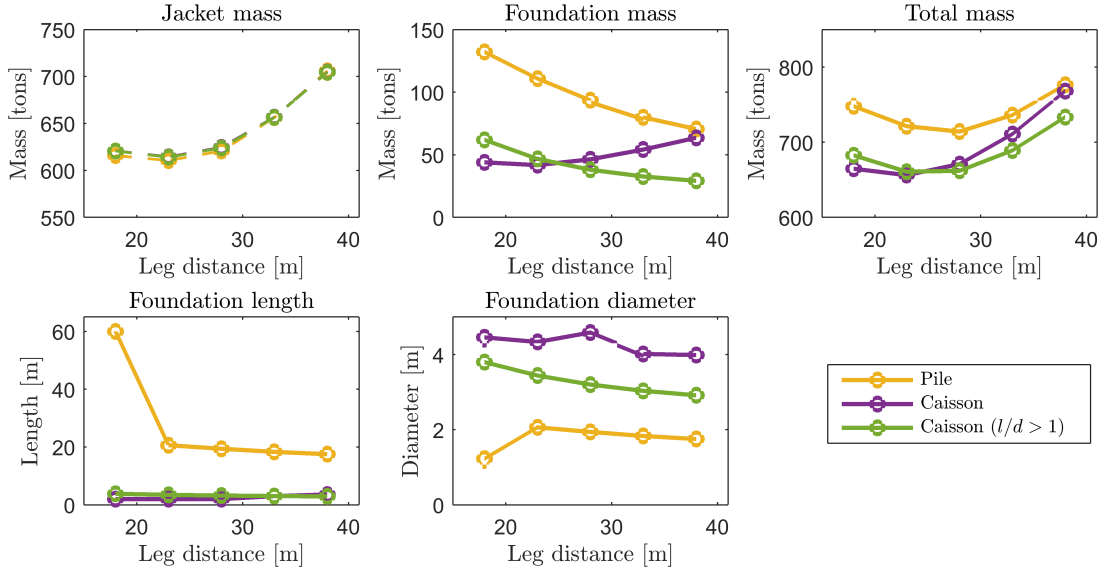 Jacket mass
750
700
650
600
550
Mass [tons]
20
30
40
Leg distance [m]
Foundation mass
150
100
50
0
Mass [tons]
20
30
40
Leg distance [m]
Total mass
800
700
600
Mass [tons]
20
30
40
Leg distance [m]
Foundation length
60
40
20
0
Length [m]
20
30
40
Leg distance [m]
Foundation diameter
4
2
0
Diameter [m]
20
30
40
Leg distance [m]
Pile
Caisson
Caisson (l/d > 1)